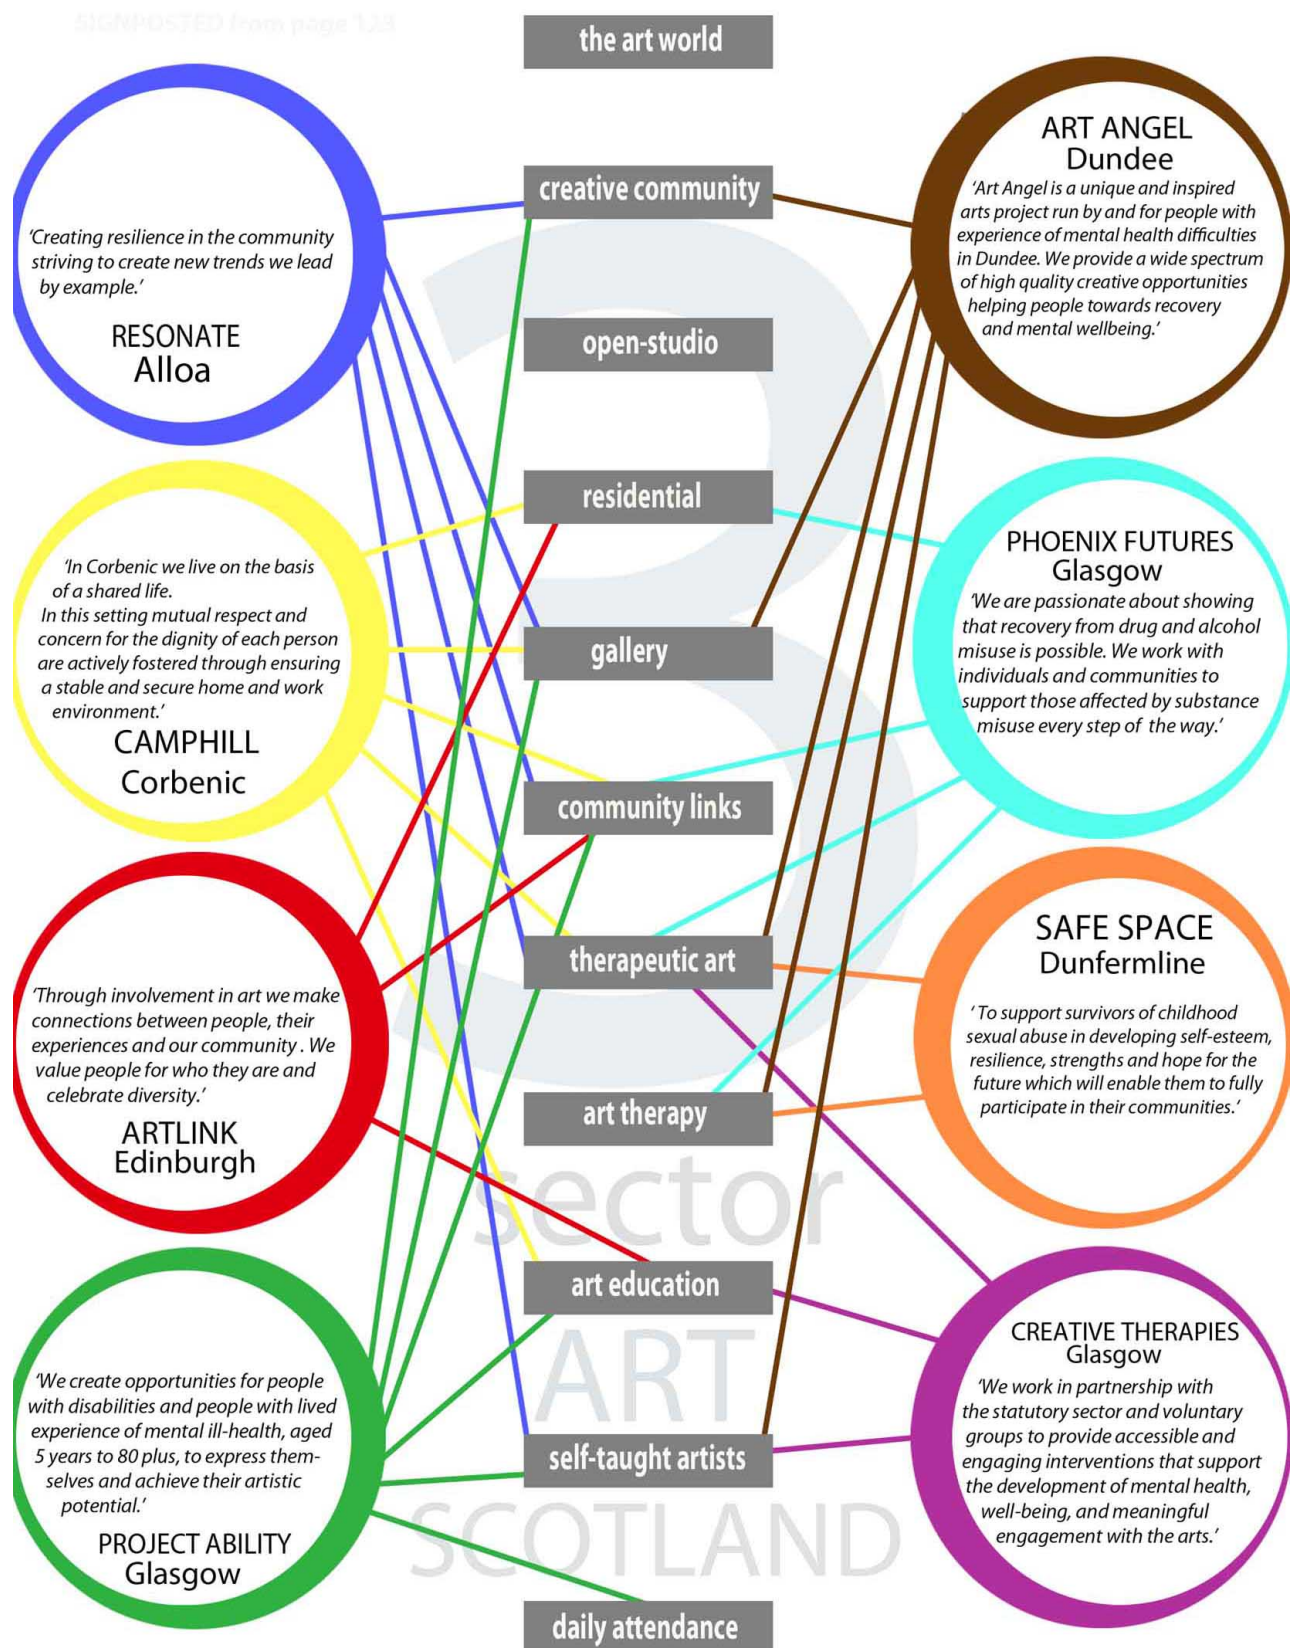 SIGNPOSTED from page 123
the art world
creative community
open-studio
residential
gallery
community links
therapeutic art
art therapy
art education
self-taught artists
daily attendance
'Creating resilience in the community
striving to create new trends we lead
by example.'
RESONATE
Alloa
'In Corbenic we live on the basis
of a shared life.
In this setting mutual respect and
concern for the dignity of each person
are actively fostered through ensuring
a stable and secure home and work
environment.'
CAMPHILL
Corbenic
'Through involvement in art we make
connections between people, their
experiences and our community . We
value people for who they are and
celebrate diversity.'
ARTLINK
Edinburgh
'We create opportunities for people
with disabilities and people with lived
experience of mental ill-health, aged
5 years to 80 plus, to express them-
selves and achieve their artistic
potential.'
PROJECT ABILITY
Glasgow
ART ANGEL
Dundee
'Art Angel is a unique and inspired
arts project run by and for people with
experience of mental health difficulties
in Dundee. We provide a wide spectrum
of high quality creative opportunities
helping people towards recovery
and mental wellbeing.'
PHOENIX FUTURES
Glasgow
'We are passionate about showing
that recovery from drug and alcohol
misuse is possible. We work with
individuals and communities to
support those affected by substance
misuse every step of the way.'
SAFE SPACE
Dunfermline
'To support survivors of childhood
sexual abuse in developing self-esteem,
resilience, strengths and hope for the
future which will enable them to fully
participate in their communities.'
CREATIVE THERAPIES
Glasgow
'We work in partnership with
the statutory sector and voluntary
groups to provide accessible and
engaging interventions that support
the development of mental health,
well-being, and meaningful
engagement with the arts.'
3
sector
ART
SCOTLAND